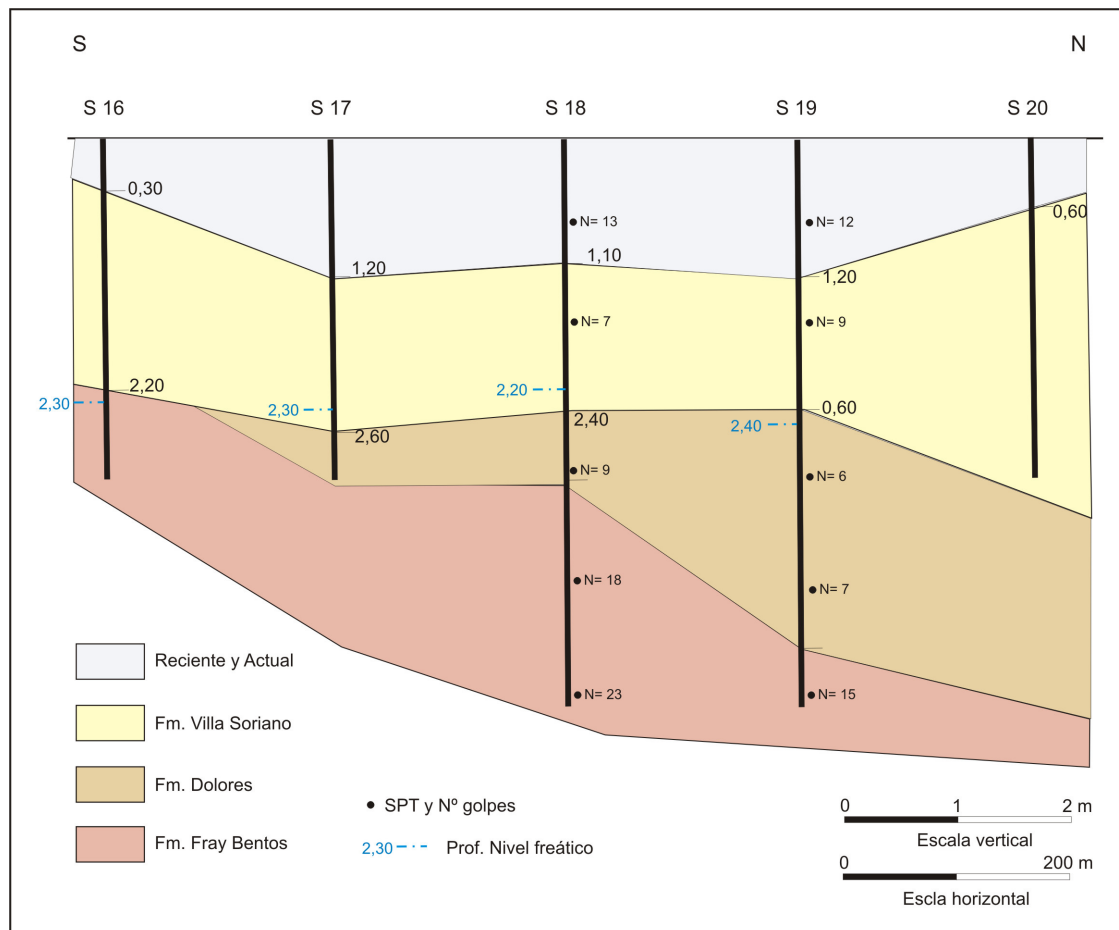 S N
S 16 S 17 S 18 S 19 S 20
0,30
0,60
N= 13 N= 12
1,10
1,20 1,20
N= 7 N= 9
2,20 2,20
2,30 2,30 0,60
2,40 2,40
2,60
N= 9 N= 6
N= 18 N= 7
N= 23 N= 15
Reciente y Actual
Fm. Villa Soriano
Fm. Dolores
Fm. Fray Bentos
SPT y Nº golpes
2,30 Prof. Nivel freático
0 1 2 m
Escala vertical
0 200 m
Escla horizontal